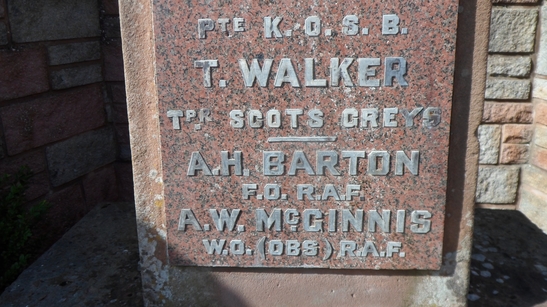 PTE K.O.S.B.
T. WALKER
TPR SCOTS GREYS
A.H. BARTON
F.O. R.A.F.
A.W. McGINNIS
W.O. (OBS) R.A.F.